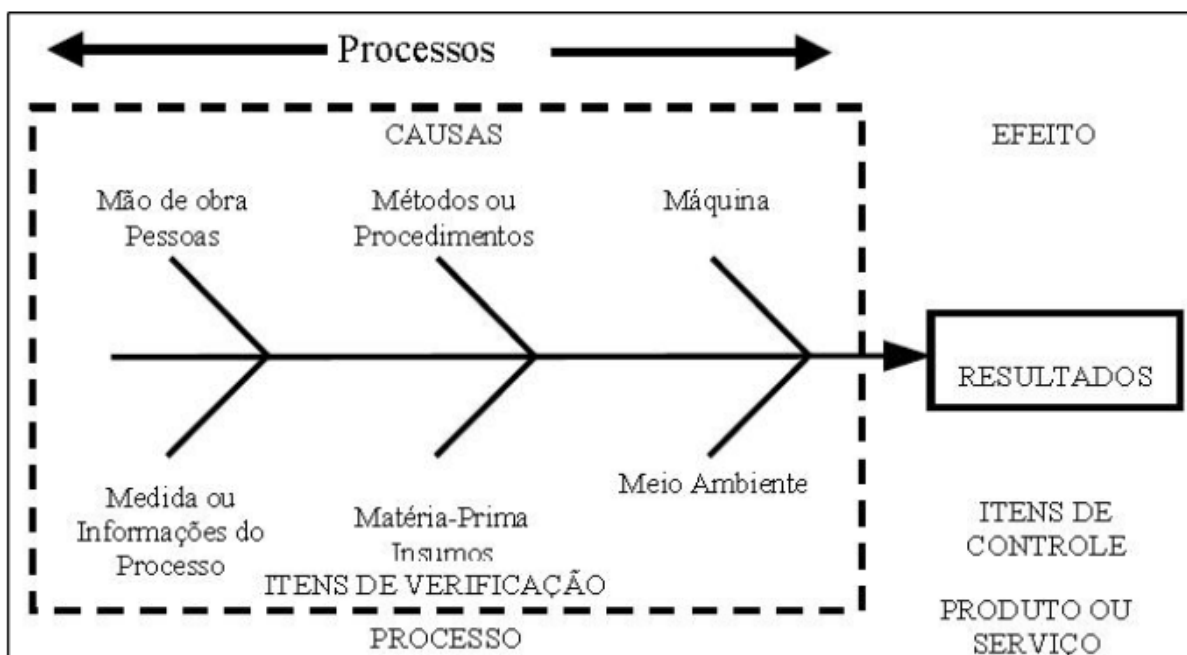 Processos
CAUSAS
EFEITO
Mão de obra
Pessoas
Métodos ou
Procedimentos
Máquina
RESULTADOS
Medida ou
Informações do
Processo
Matéria-Prima
Insumos
Meio Ambiente
ITENS DE VERIFICAÇÃO
PROCESSO
ITENS DE
CONTROLE
PRODUTO OU
SERVIÇO